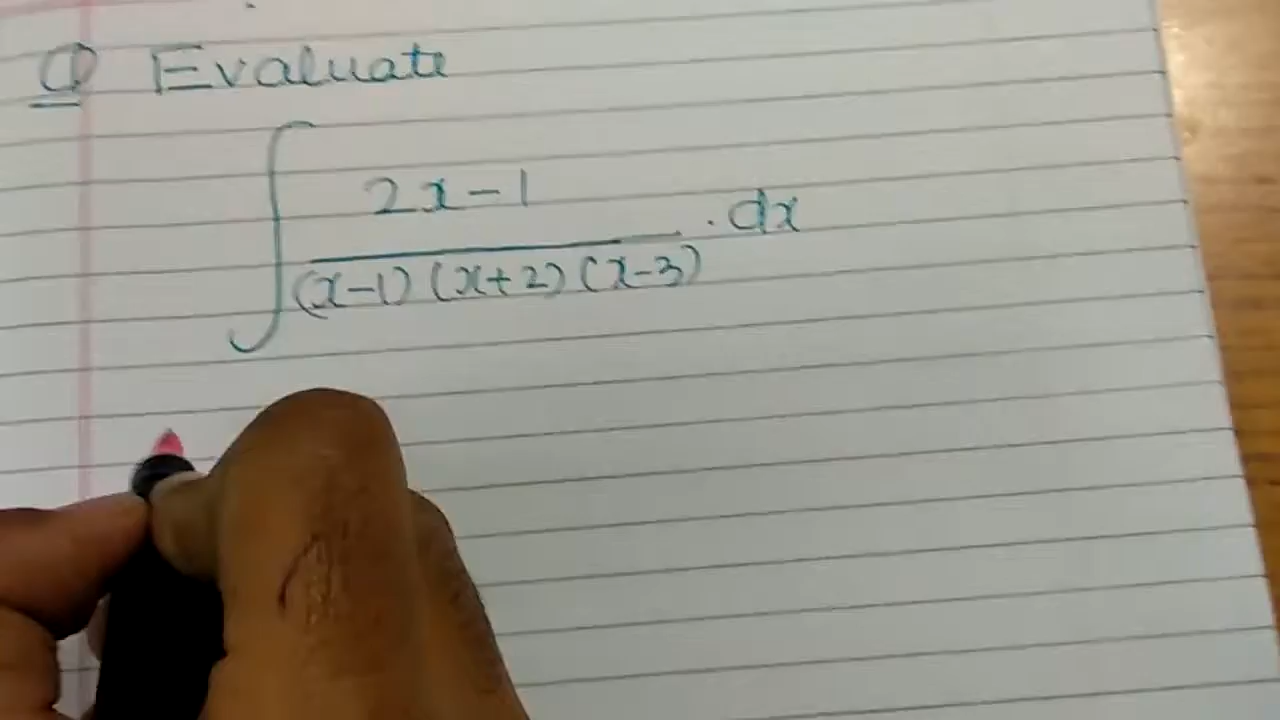 Q Evaluate
∫ 2x-1
(x-1) (x+2) (x-3) . dx